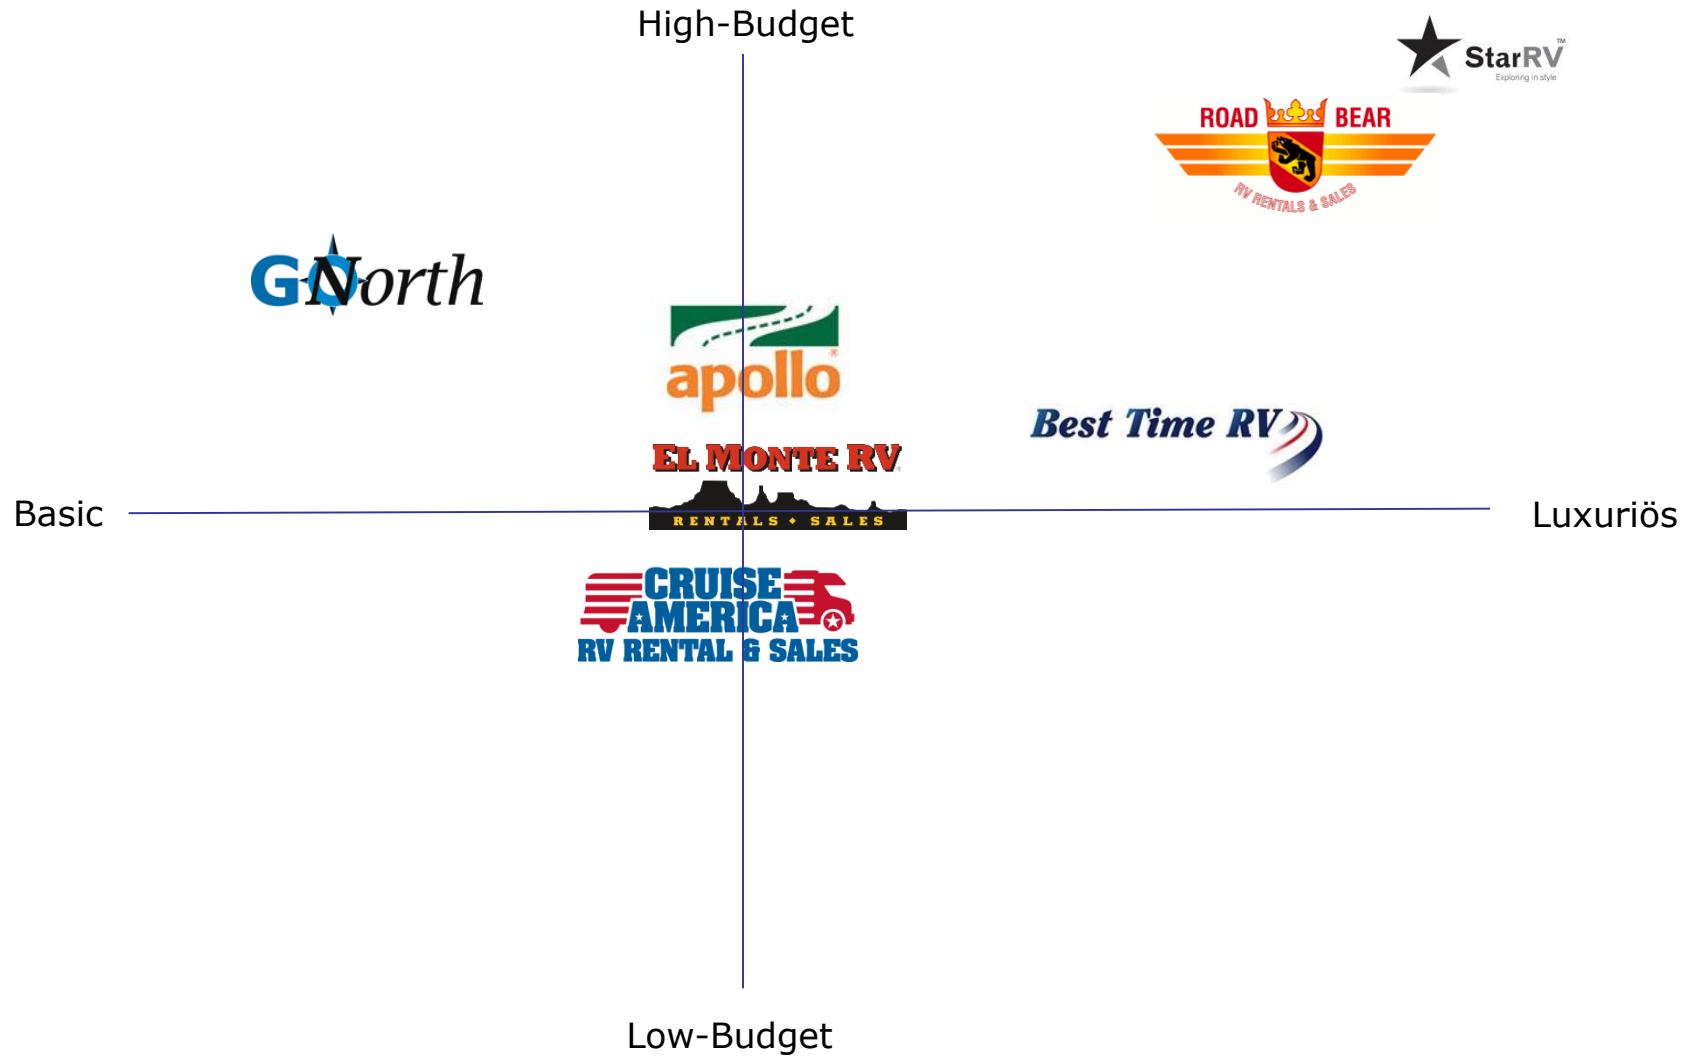 High-Budget
StarRV™
Exploring in style
ROAD BEAR
RV RENTALS & SALES
GoNorth
apollo®
Best Time RV
EL MONTE RV
RENTALS • SALES
Basic
Luxuriös
CRUISE
AMERICA
RV RENTAL & SALES
Low-Budget